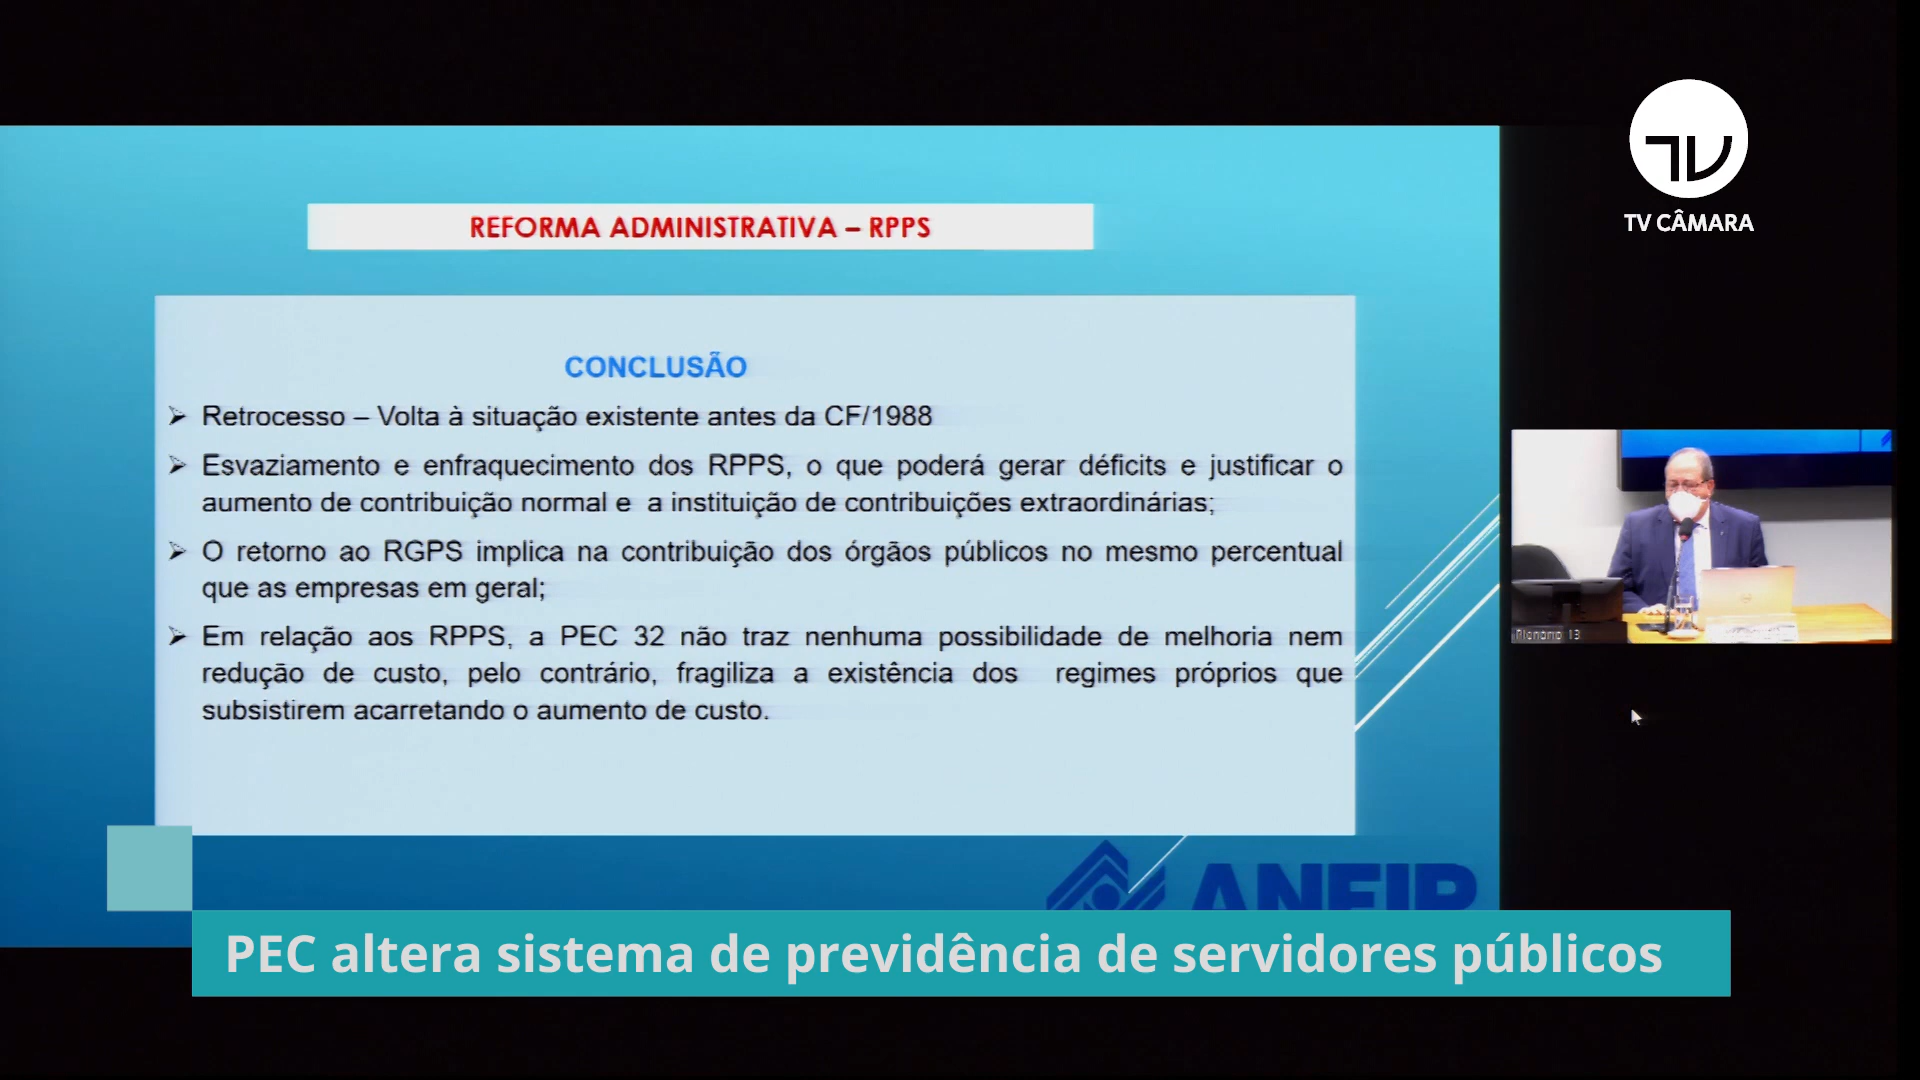 TV CÂMARA
REFORMA ADMINISTRATIVA – RPPS
CONCLUSÃO
➢ Retrocesso – Volta à situação existente antes da CF/1988
➢ Esvaziamento e enfraquecimento dos RPPS, o que poderá gerar déficits e justificar o
aumento de contribuição normal e a instituição de contribuições extraordinárias;
➢ O retorno ao RGPS implica na contribuição dos órgãos públicos no mesmo percentual
que as empresas em geral;
➢ Em relação aos RPPS, a PEC 32 não traz nenhuma possibilidade de melhoria nem
redução de custo, pelo contrário, fragiliza a existência dos regimes próprios que
subsistirem acarretando o aumento de custo.
Plenário 13
ANFIP
PEC altera sistema de previdência de servidores públicos